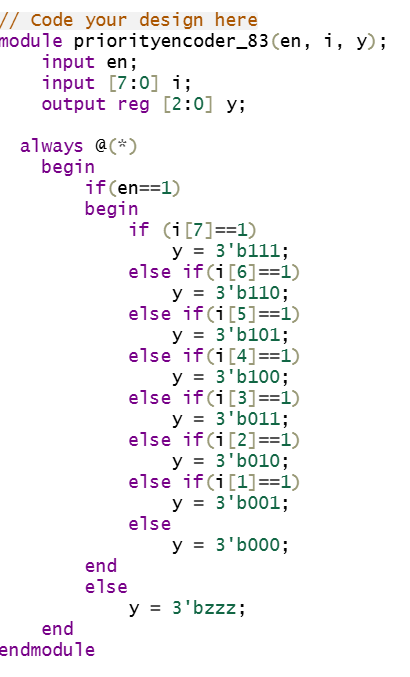 // Code your design here
module priorityencoder_83(en, i, y);
    input en;
    input [7:0] i;
    output reg [2:0] y;
  always @(*)
    begin
        if(en==1)
        begin
            if (i[7]==1)
                y = 3'b111;
            else if(i[6]==1)
                y = 3'b110;
            else if(i[5]==1)
                y = 3'b101;
            else if(i[4]==1)
                y = 3'b100;
            else if(i[3]==1)
                y = 3'b011;
            else if(i[2]==1)
                y = 3'b010;
            else if(i[1]==1)
                y = 3'b001;
            else
                y = 3'b000;
        end
        else
            y = 3'bzzz;
    end
endmodule